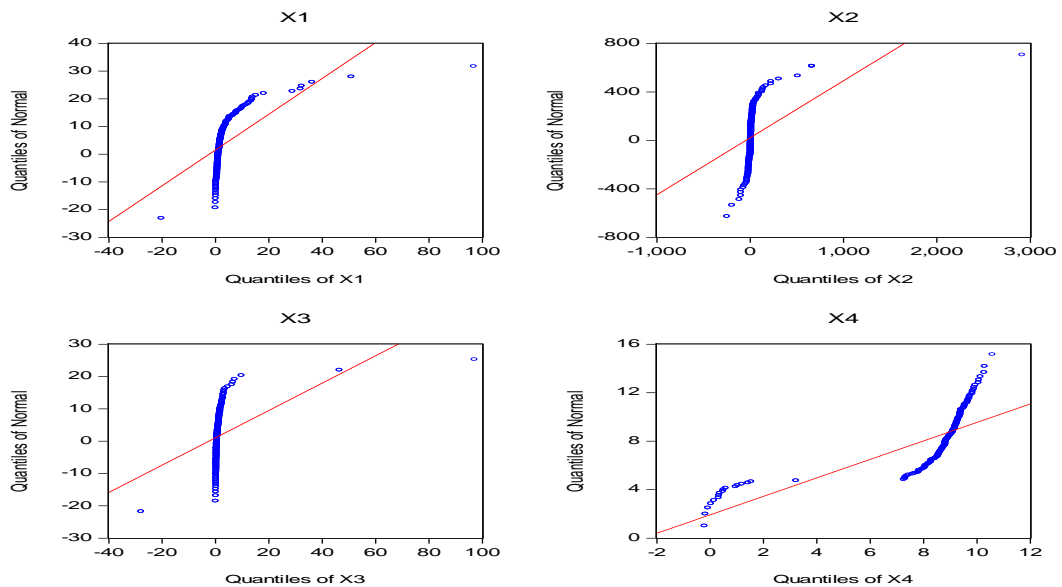 X1
40
30
20
10
0
-10
-20
-30
-40 -20 0 20 40 60 80 100
Quantiles of Normal
Quantiles of X1
X2
800
400
0
-400
-800
-1,000 0 1,000 2,000 3,000
Quantiles of Normal
Quantiles of X2
X3
30
20
10
0
-10
-20
-30
-40 -20 0 20 40 60 80 100
Quantiles of Normal
Quantiles of X3
X4
16
12
8
4
0
-2 0 2 4 6 8 10 12
Quantiles of Normal
Quantiles of X4